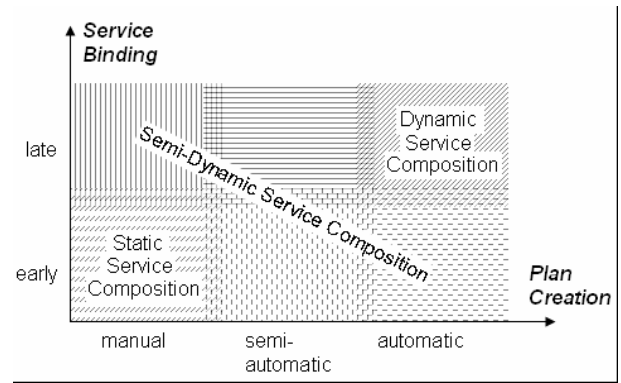 Service
Binding
late
early
Dynamic
Service
Composition
Semi-Dynamic Service Composition
Static
Service
Composition
Plan
Creation
manual
semi-
automatic
automatic